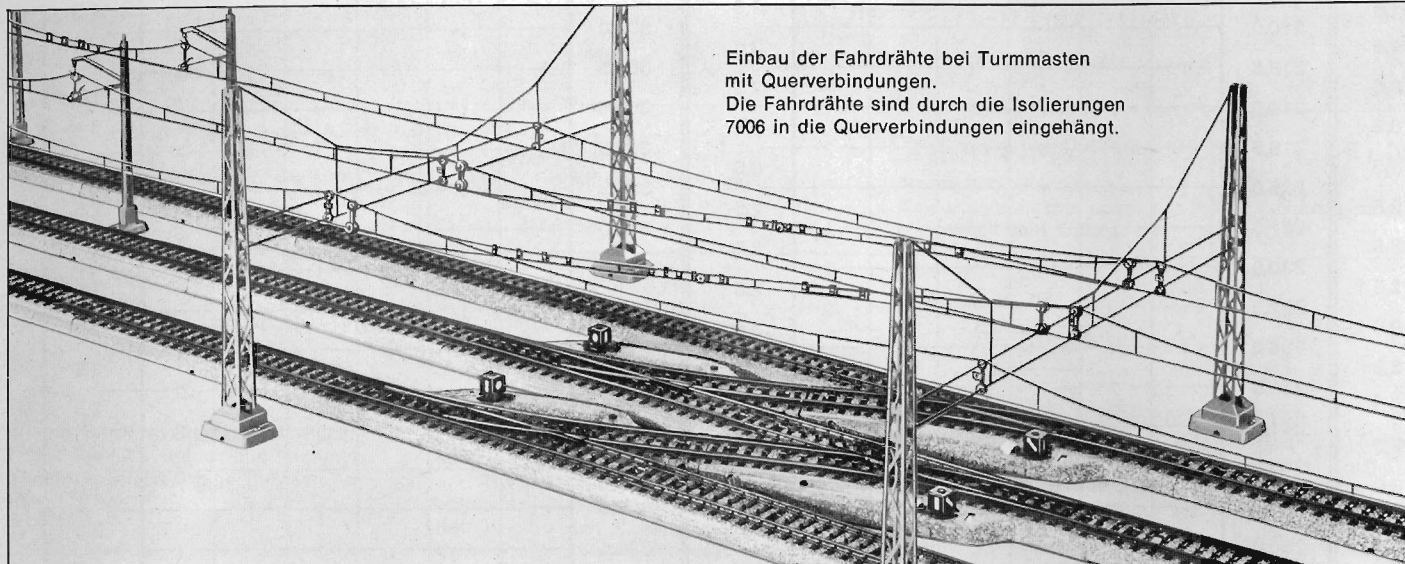 Einbau der Fahrdrähte bei Turmmasten
mit Querverbindungen.
Die Fahrdrähte sind durch die Isolierungen
7006 in die Querverbindungen eingehängt.